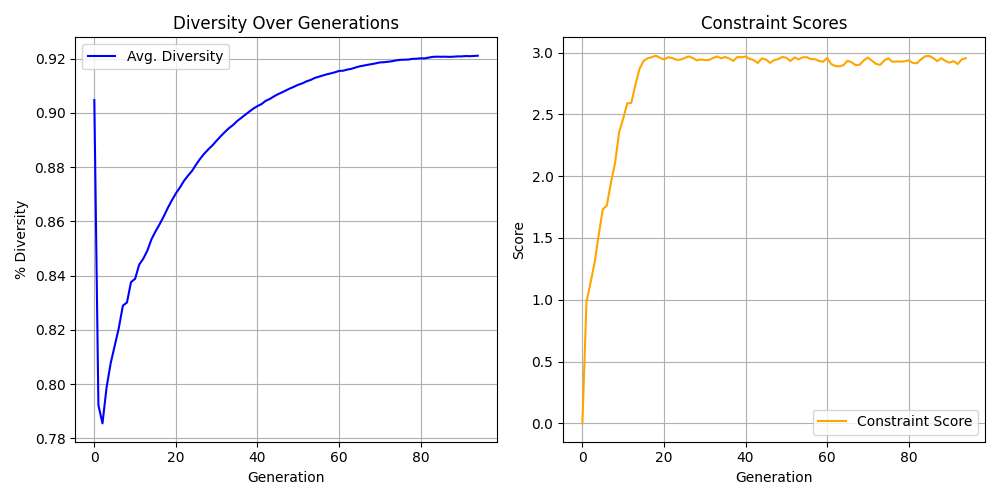 Diversity Over Generations
Avg. Diversity
% Diversity
0.92
0.90
0.88
0.86
0.84
0.82
0.80
0.78
0 20 40 60 80
Generation
Constraint Scores
Score
3.0
2.5
2.0
1.5
1.0
0.5
0.0
Constraint Score
0 20 40 60 80
Generation